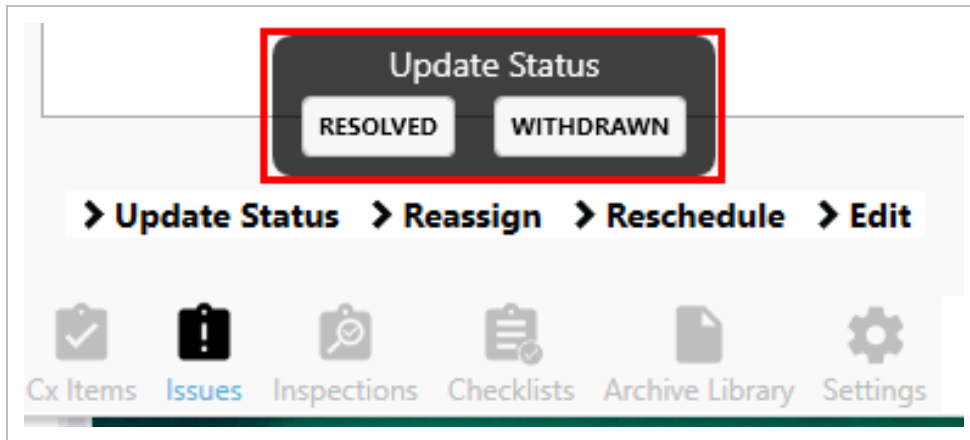 Update Status
RESOLVED WITHDRAWN
Update Status Reassign Reschedule Edit
Cx Items Issues Inspections Checklists Archive Library Settings